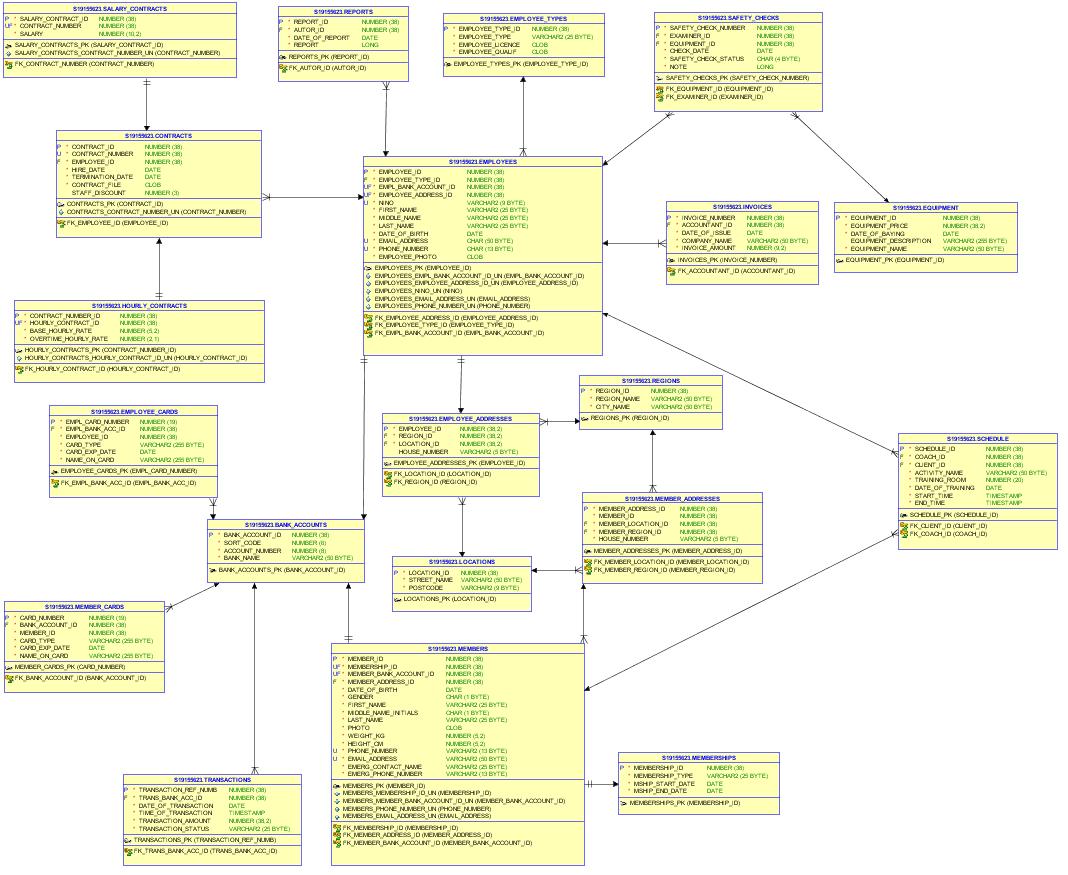 S19155623.SALARY_CONTRACTS
P * SALARY_CONTRACT_ID NUMBER (38)
UF * CONTRACT_NUMBER NUMBER (38)
* SALARY NUMBER (10,2)
SALARY_CONTRACTS_PK (SALARY_CONTRACT_ID)
SALARY_CONTRACTS_CONTRACT_NUMBER_UN (CONTRACT_NUMBER)
FK_CONTRACT_NUMBER (CONTRACT_NUMBER)
S19155623.REPORTS
P * REPORT_ID NUMBER (38)
F * AUTOR_ID NUMBER (38)
* DATE_OF_REPORT DATE
* REPORT LONG
REPORTS_PK (REPORT_ID)
FK_AUTOR_ID (AUTOR_ID)
S19155623.EMPLOYEE_TYPES
P * EMPLOYEE_TYPE_ID NUMBER (38)
* EMPLOYEE_TYPE VARCHAR2 (25 BYTE)
* EMPLOYEE_LICENCE CLOB
* EMPLOYEE_QUALIF CLOB
EMPLOYEE_TYPES_PK (EMPLOYEE_TYPE_ID)
S19155623.SAFETY_CHECKS
P * SAFETY_CHECK_NUMBER NUMBER (38)
F * EXAMINER_ID NUMBER (38)
F * EQUIPMENT_ID NUMBER (38)
* CHECK_DATE DATE
* SAFETY_CHECK_STATUS CHAR (4 BYTE)
* NOTE LONG
SAFETY_CHECKS_PK (SAFETY_CHECK_NUMBER)
FK_EQUIPMENT_ID (EQUIPMENT_ID)
FK_EXAMINER_ID (EXAMINER_ID)
S19155623.CONTRACTS
P * CONTRACT_ID NUMBER (38)
U * CONTRACT_NUMBER NUMBER (38)
F * EMPLOYEE_ID NUMBER (38)
* HIRE_DATE DATE
* TERMINATION_DATE DATE
* CONTRACT_FILE CLOB
STAFF_DISCOUNT NUMBER (3)
CONTRACTS_PK (CONTRACT_ID)
CONTRACTS_CONTRACT_NUMBER_UN (CONTRACT_NUMBER)
FK_EMPLOYEE_ID (EMPLOYEE_ID)
S19155623.EMPLOYEES
P * EMPLOYEE_ID NUMBER (38)
F * EMPLOYEE_TYPE_ID NUMBER (38)
UF * EMPL_BANK_ACCOUNT_ID NUMBER (38)
UF * EMPLOYEE_ADDRESS_ID NUMBER (38)
U * NINO VARCHAR2 (9 BYTE)
* FIRST_NAME VARCHAR2 (25 BYTE)
* MIDDLE_NAME VARCHAR2 (25 BYTE)
* LAST_NAME VARCHAR2 (25 BYTE)
* DATE_OF_BIRTH DATE
U * EMAIL_ADDRESS CHAR (50 BYTE)
U * PHONE_NUMBER CHAR (13 BYTE)
* EMPLOYEE_PHOTO CLOB
EMPLOYEES_PK (EMPLOYEE_ID)
EMPLOYEES_EMPL_BANK_ACCOUNT_ID_UN (EMPL_BANK_ACCOUNT_ID)
EMPLOYEES_EMPLOYEE_ADDRESS_ID_UN (EMPLOYEE_ADDRESS_ID)
EMPLOYEES_NINO_UN (NINO)
EMPLOYEES_EMAIL_ADDRESS_UN (EMAIL_ADDRESS)
EMPLOYEES_PHONE_NUMBER_UN (PHONE_NUMBER)
FK_EMPLOYEE_ADDRESS_ID (EMPLOYEE_ADDRESS_ID)
FK_EMPLOYEE_TYPE_ID (EMPLOYEE_TYPE_ID)
FK_EMPL_BANK_ACCOUNT_ID (EMPL_BANK_ACCOUNT_ID)
S19155623.INVOICES
P * INVOICE_NUMBER NUMBER (38)
F * ACCOUNTANT_ID NUMBER (38)
* DATE_OF_ISSUE DATE
* COMPANY_NAME VARCHAR2 (50 BYTE)
* INVOICE_AMOUNT NUMBER (9,2)
INVOICES_PK (INVOICE_NUMBER)
FK_ACCOUNTANT_ID (ACCOUNTANT_ID)
S19155623.EQUIPMENT
P * EQUIPMENT_ID NUMBER (38)
* EQUIPMENT_PRICE NUMBER (38,2)
* DATE_OF_BAYING DATE
EQUIPMENT_DESCRIPTION VARCHAR2 (255 BYTE)
* EQUIPMENT_NAME VARCHAR2 (50 BYTE)
EQUIPMENT_PK (EQUIPMENT_ID)
S19155623.HOURLY_CONTRACTS
P * CONTRACT_NUMBER_ID NUMBER (38)
UF * HOURLY_CONTRACT_ID NUMBER (38)
* BASE_HOURLY_RATE NUMBER (5,2)
* OVERTIME_HOURLY_RATE NUMBER (2,1)
HOURLY_CONTRACTS_PK (CONTRACT_NUMBER_ID)
HOURLY_CONTRACTS_HOURLY_CONTRACT_ID_UN (HOURLY_CONTRACT_ID)
FK_HOURLY_CONTRACT_ID (HOURLY_CONTRACT_ID)
S19155623.REGIONS
P * REGION_ID NUMBER (38)
* REGION_NAME VARCHAR2 (50 BYTE)
* CITY_NAME VARCHAR2 (50 BYTE)
REGIONS_PK (REGION_ID)
S19155623.EMPLOYEE_CARDS
P * EMPL_CARD_NUMBER NUMBER (19)
F * EMPL_BANK_ACC_ID NUMBER (38)
* EMPLOYEE_ID NUMBER (38)
* CARD_TYPE VARCHAR2 (255 BYTE)
* CARD_EXP_DATE DATE
* NAME_ON_CARD VARCHAR2 (255 BYTE)
EMPLOYEE_CARDS_PK (EMPL_CARD_NUMBER)
FK_EMPL_BANK_ACC_ID (EMPL_BANK_ACC_ID)
S19155623.EMPLOYEE_ADDRESSES
P * EMPLOYEE_ID NUMBER (38,2)
F * REGION_ID NUMBER (38,2)
F * LOCATION_ID NUMBER (38,2)
HOUSE_NUMBER VARCHAR2 (5 BYTE)
EMPLOYEE_ADDRESSES_PK (EMPLOYEE_ID)
FK_LOCATION_ID (LOCATION_ID)
FK_REGION_ID (REGION_ID)
S19155623.SCHEDULE
P * SCHEDULE_ID NUMBER (38)
F * COACH_ID NUMBER (38)
F * CLIENT_ID NUMBER (38)
* ACTIVITY_NAME VARCHAR2 (50 BYTE)
* TRAINING_ROOM NUMBER (20)
* DATE_OF_TRAINING DATE
* START_TIME TIMESTAMP
* END_TIME TIMESTAMP
SCHEDULE_PK (SCHEDULE_ID)
FK_CLIENT_ID (CLIENT_ID)
FK_COACH_ID (COACH_ID)
S19155623.MEMBER_ADDRESSES
P * MEMBER_ADDRESS_ID NUMBER (38)
* MEMBER_ID NUMBER (38)
F * MEMBER_LOCATION_ID NUMBER (38)
F * MEMBER_REGION_ID NUMBER (38)
* HOUSE_NUMBER VARCHAR2 (5 BYTE)
MEMBER_ADDRESSES_PK (MEMBER_ADDRESS_ID)
FK_MEMBER_LOCATION_ID (MEMBER_LOCATION_ID)
FK_MEMBER_REGION_ID (MEMBER_REGION_ID)
S19155623.BANK_ACCOUNTS
P * BANK_ACCOUNT_ID NUMBER (38)
* SORT_CODE NUMBER (6)
* ACCOUNT_NUMBER NUMBER (8)
* BANK_NAME VARCHAR2 (50 BYTE)
BANK_ACCOUNTS_PK (BANK_ACCOUNT_ID)
S19155623.LOCATIONS
P * LOCATION_ID NUMBER (38)
* STREET_NAME VARCHAR2 (50 BYTE)
* POSTCODE VARCHAR2 (9 BYTE)
LOCATIONS_PK (LOCATION_ID)
S19155623.MEMBER_CARDS
P * CARD_NUMBER NUMBER (19)
F * BANK_ACCOUNT_ID NUMBER (38)
* MEMBER_ID NUMBER (38)
* CARD_TYPE VARCHAR2 (255 BYTE)
* CARD_EXP_DATE DATE
* NAME_ON_CARD VARCHAR2 (255 BYTE)
MEMBER_CARDS_PK (CARD_NUMBER)
FK_BANK_ACCOUNT_ID (BANK_ACCOUNT_ID)
S19155623.MEMBERS
P * MEMBER_ID NUMBER (38)
UF * MEMBERSHIP_ID NUMBER (38)
UF * MEMBER_BANK_ACCOUNT_ID NUMBER (38)
F * MEMBER_ADDRESS_ID NUMBER (38)
* DATE_OF_BIRTH DATE
* GENDER CHAR (1 BYTE)
* FIRST_NAME VARCHAR2 (25 BYTE)
* MIDDLE_NAME_INITIALS CHAR (1 BYTE)
* LAST_NAME VARCHAR2 (25 BYTE)
* PHOTO CLOB
* WEIGHT_KG NUMBER (5,2)
* HEIGHT_CM NUMBER (5,2)
U * PHONE_NUMBER VARCHAR2 (13 BYTE)
U * EMAIL_ADDRESS VARCHAR2 (50 BYTE)
* EMERG_CONTACT_NAME VARCHAR2 (25 BYTE)
* EMERG_PHONE_NUMBER VARCHAR2 (13 BYTE)
MEMBERS_PK (MEMBER_ID)
MEMBERS_MEMBERSHIP_ID_UN (MEMBERSHIP_ID)
MEMBERS_MEMBER_BANK_ACCOUNT_ID_UN (MEMBER_BANK_ACCOUNT_ID)
MEMBERS_PHONE_NUMBER_UN (PHONE_NUMBER)
MEMBERS_EMAIL_ADDRESS_UN (EMAIL_ADDRESS)
FK_MEMBERSHIP_ID (MEMBERSHIP_ID)
FK_MEMBER_ADDRESS_ID (MEMBER_ADDRESS_ID)
FK_MEMBER_BANK_ACCOUNT_ID (MEMBER_BANK_ACCOUNT_ID)
S19155623.MEMBERSHIPS
P * MEMBERSHIP_ID NUMBER (38)
* MEMBERSHIP_TYPE VARCHAR2 (25 BYTE)
* MSHIP_START_DATE DATE
* MSHIP_END_DATE DATE
MEMBERSHIPS_PK (MEMBERSHIP_ID)
S19155623.TRANSACTIONS
P * TRANSACTION_REF_NUMB NUMBER (38)
F * TRANS_BANK_ACC_ID NUMBER (38)
* DATE_OF_TRANSACTION DATE
* TIME_OF_TRANSACTION TIMESTAMP
* TRANSACTION_AMOUNT NUMBER (38,2)
* TRANSACTION_STATUS VARCHAR2 (25 BYTE)
TRANSACTIONS_PK (TRANSACTION_REF_NUMB)
FK_TRANS_BANK_ACC_ID (TRANS_BANK_ACC_ID)